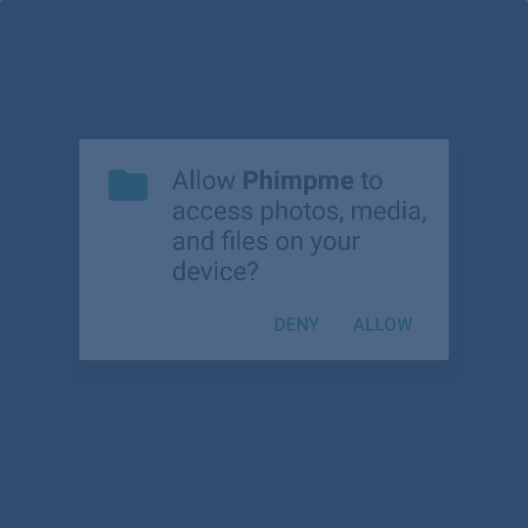 Allow Phimpme to
access photos, media,
and files on your
device?
DENY ALLOW